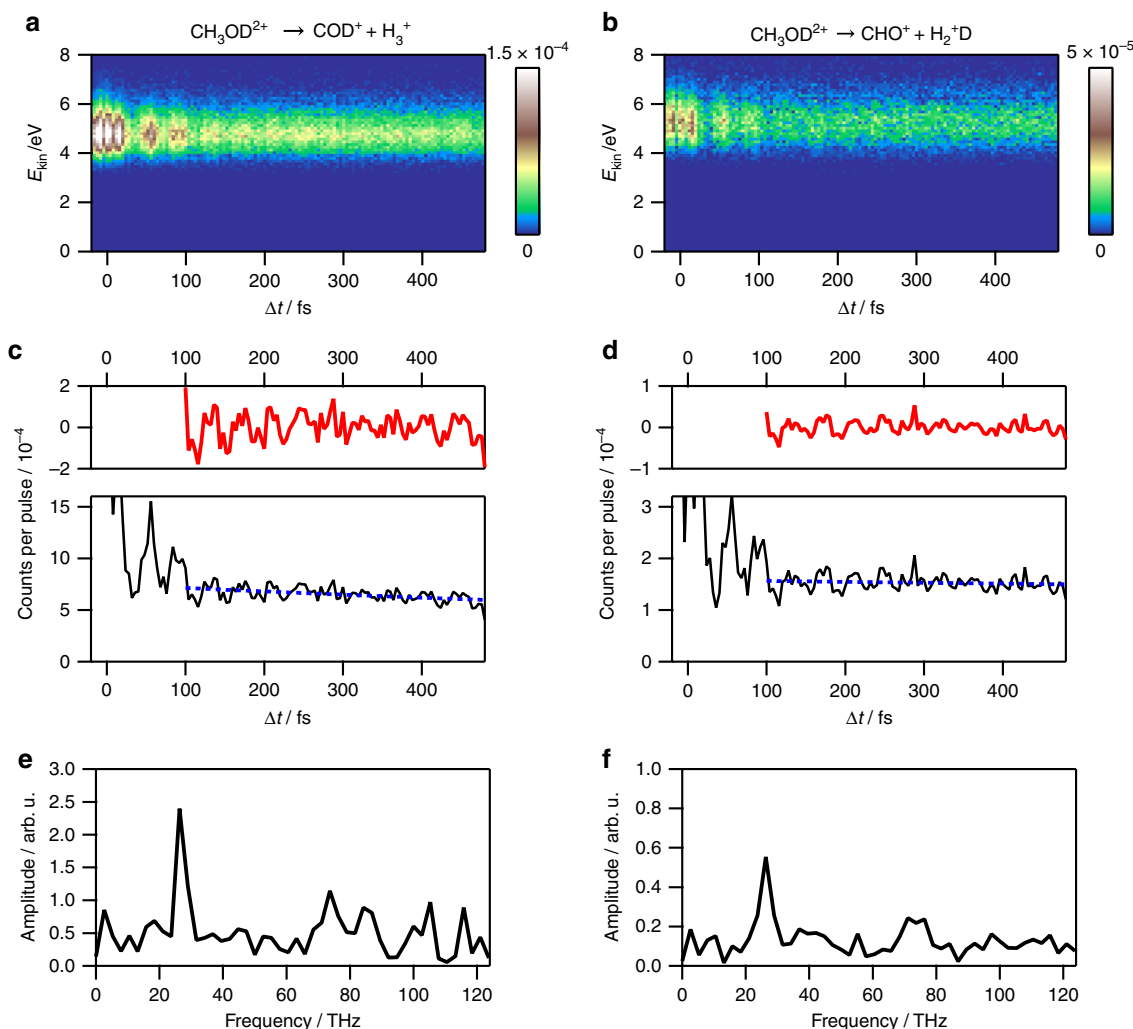 a
CH₃OD²⁺ → COD⁺ + H₃⁺
1.5 × 10⁻⁴
8
6
4
2
0
E_kin/eV
0
0 100 200 300 400
Δt / fs
b
CH₃OD²⁺ → CHO⁺ + H₂⁺D
5 × 10⁻⁵
8
6
4
2
0
E_kin/eV
0
0 100 200 300 400
Δt / fs
c
0 100 200 300 400
2
0
−2
15
10
5
0
Counts per pulse / 10⁻⁴
0 100 200 300 400
Δt / fs
d
0 100 200 300 400
1
0
−1
3
2
1
0
Counts per pulse / 10⁻⁴
0 100 200 300 400
Δt / fs
e
3.0
2.5
2.0
1.5
1.0
0.5
0.0
Amplitude / arb. u.
0 20 40 60 80 100 120
Frequency / THz
f
1.0
0.8
0.6
0.4
0.2
0.0
Amplitude / arb. u.
0 20 40 60 80 100 120
Frequency / THz